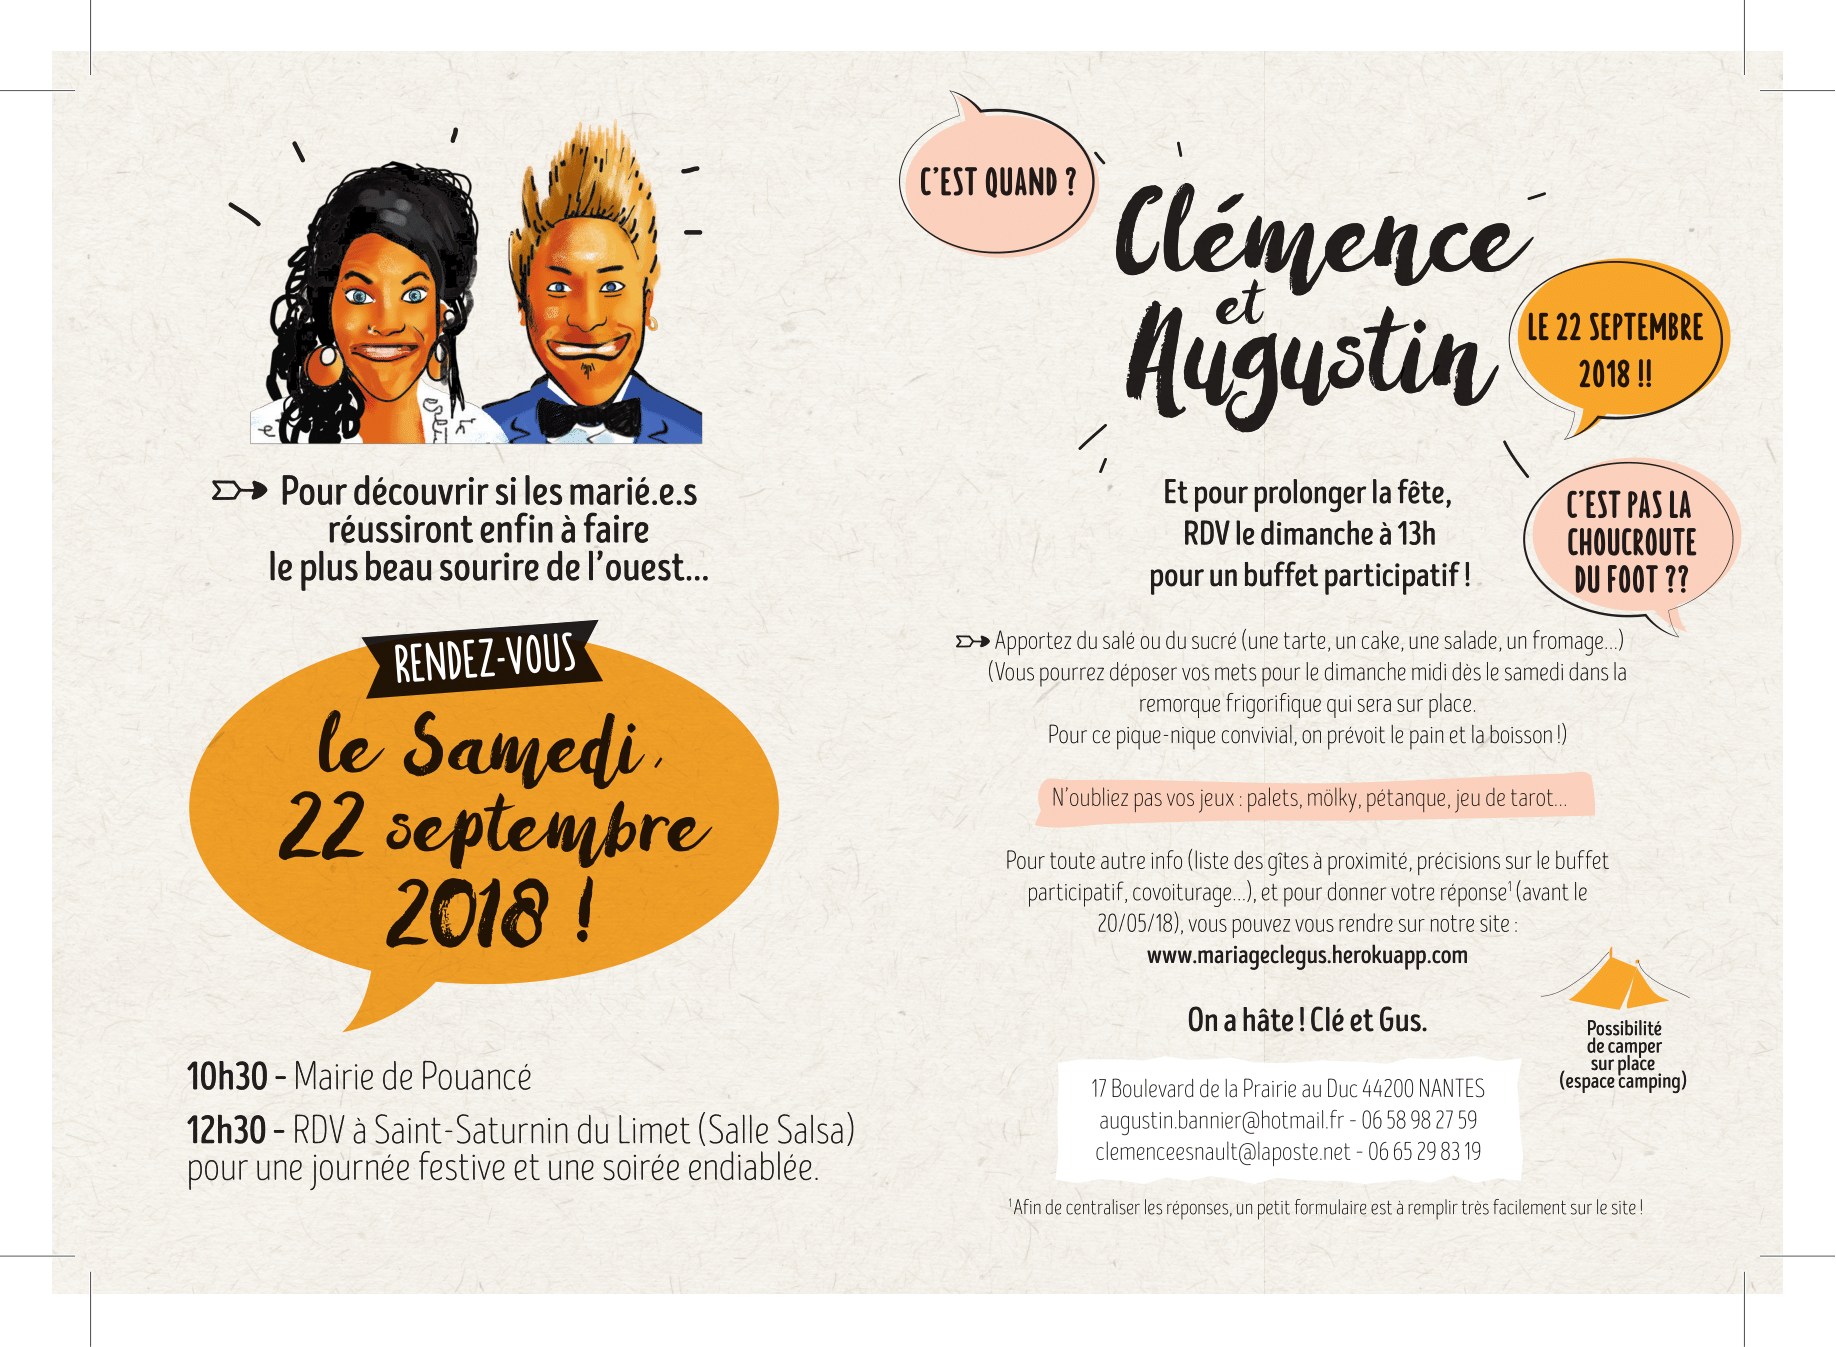 Pour découvrir si les marié.e.s
réussiront enfin à faire
le plus beau sourire de l'ouest...
RENDEZ-VOUS
le Samedi
22 septembre
2018 !
10h30 - Mairie de Pouancé
12h30 - RDV à Saint-Saturnin du Limet (Salle Salsa)
pour une journée festive et une soirée endiablée.
C'EST QUAND ?
Clémence
et
Augustin
LE 22 SEPTEMBRE
2018 !!
C'EST PAS LA
CHOUCROUTE
DU FOOT ??
Et pour prolonger la fête,
RDV le dimanche à 13h
pour un buffet participatif !
Apportez du salé ou du sucré (une tarte, un cake, une salade, un fromage...)
(Vous pourrez déposer vos mets pour le dimanche midi dès le samedi dans la
remorque frigorifique qui sera sur place.
Pour ce pique-nique convivial, on prévoit le pain et la boisson !)
N'oubliez pas vos jeux : palets, mölky, pétanque, jeu de tarot...
Pour toute autre info (liste des gîtes à proximité, précisions sur le buffet
participatif, covoiturage...), et pour donner votre réponse¹ (avant le
20/05/18), vous pouvez vous rendre sur notre site :
www.mariageclegus.herokuapp.com
On a hâte ! Clé et Gus.
Possibilité
de camper
sur place
(espace camping)
17 Boulevard de la Prairie au Duc 44200 NANTES
augustin.bannier@hotmail.fr - 06 58 98 27 59
clemenceesnault@laposte.net - 06 65 29 83 19
¹Afin de centraliser les réponses, un petit formulaire est à remplir très facilement sur le site !